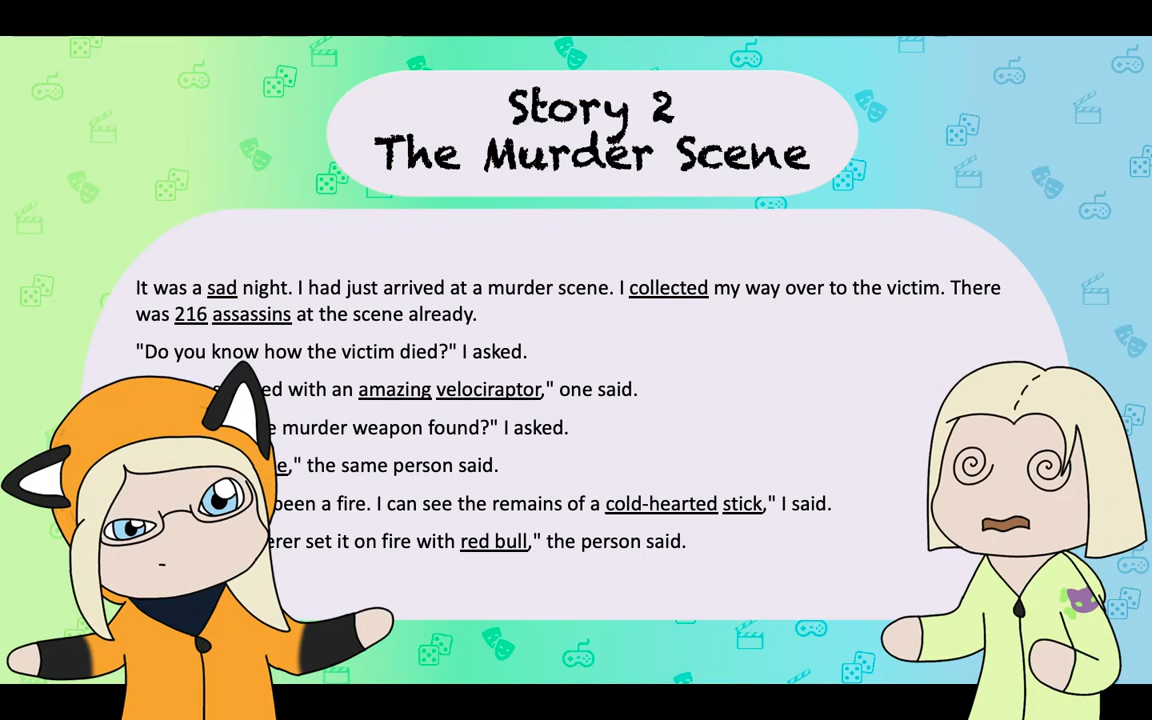 Story 2
The Murder Scene
It was a sad night. I had just arrived at a murder scene. I collected my way over to the victim. There
was 216 assassins at the scene already.
"Do you know how the victim died?" I asked.
with an amazing velociraptor," one said.
murder weapon found?" I asked.
the same person said.
been a fire. I can see the remains of a cold-hearted stick," I said.
set it on fire with red bull," the person said.